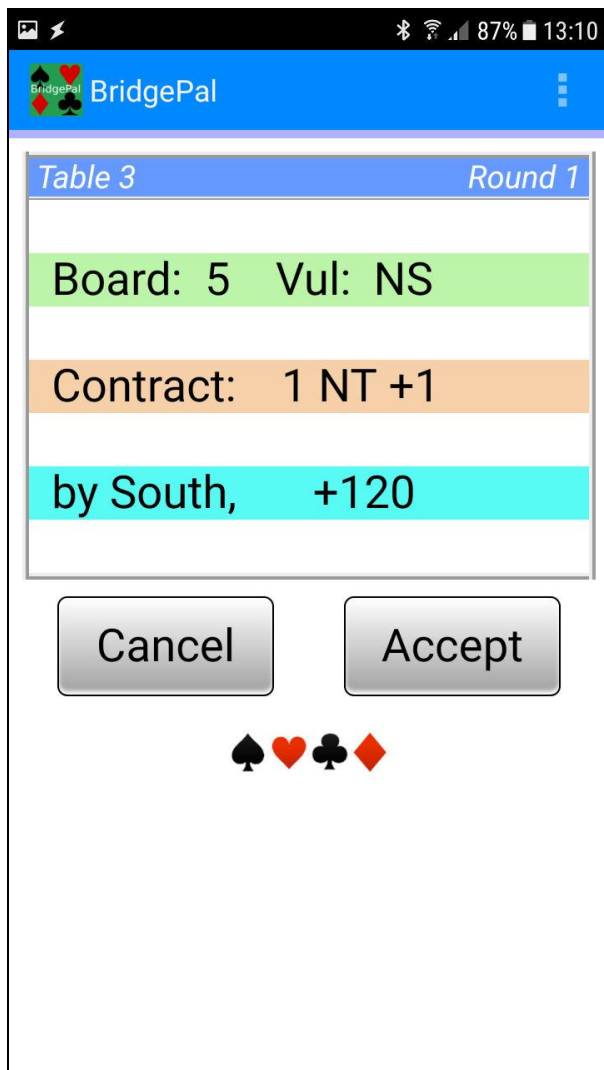 87% 13:10
BridgePal BridgePal
Table 3 Round 1
Board: 5 Vul: NS
Contract: 1 NT +1
by South, +120
Cancel Accept